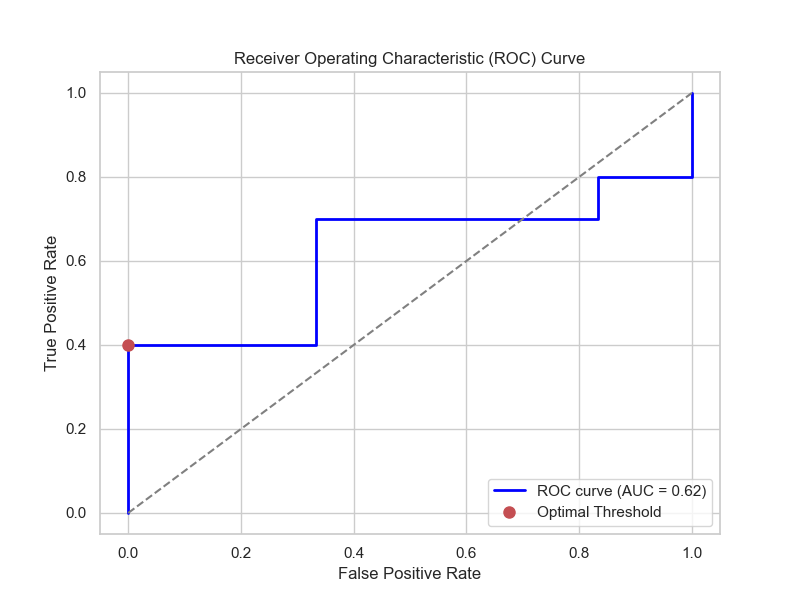 Receiver Operating Characteristic (ROC) Curve
True Positive Rate
1.0
0.8
0.6
0.4
0.2
0.0
ROC curve (AUC = 0.62)
Optimal Threshold
0.0 0.2 0.4 0.6 0.8 1.0
False Positive Rate